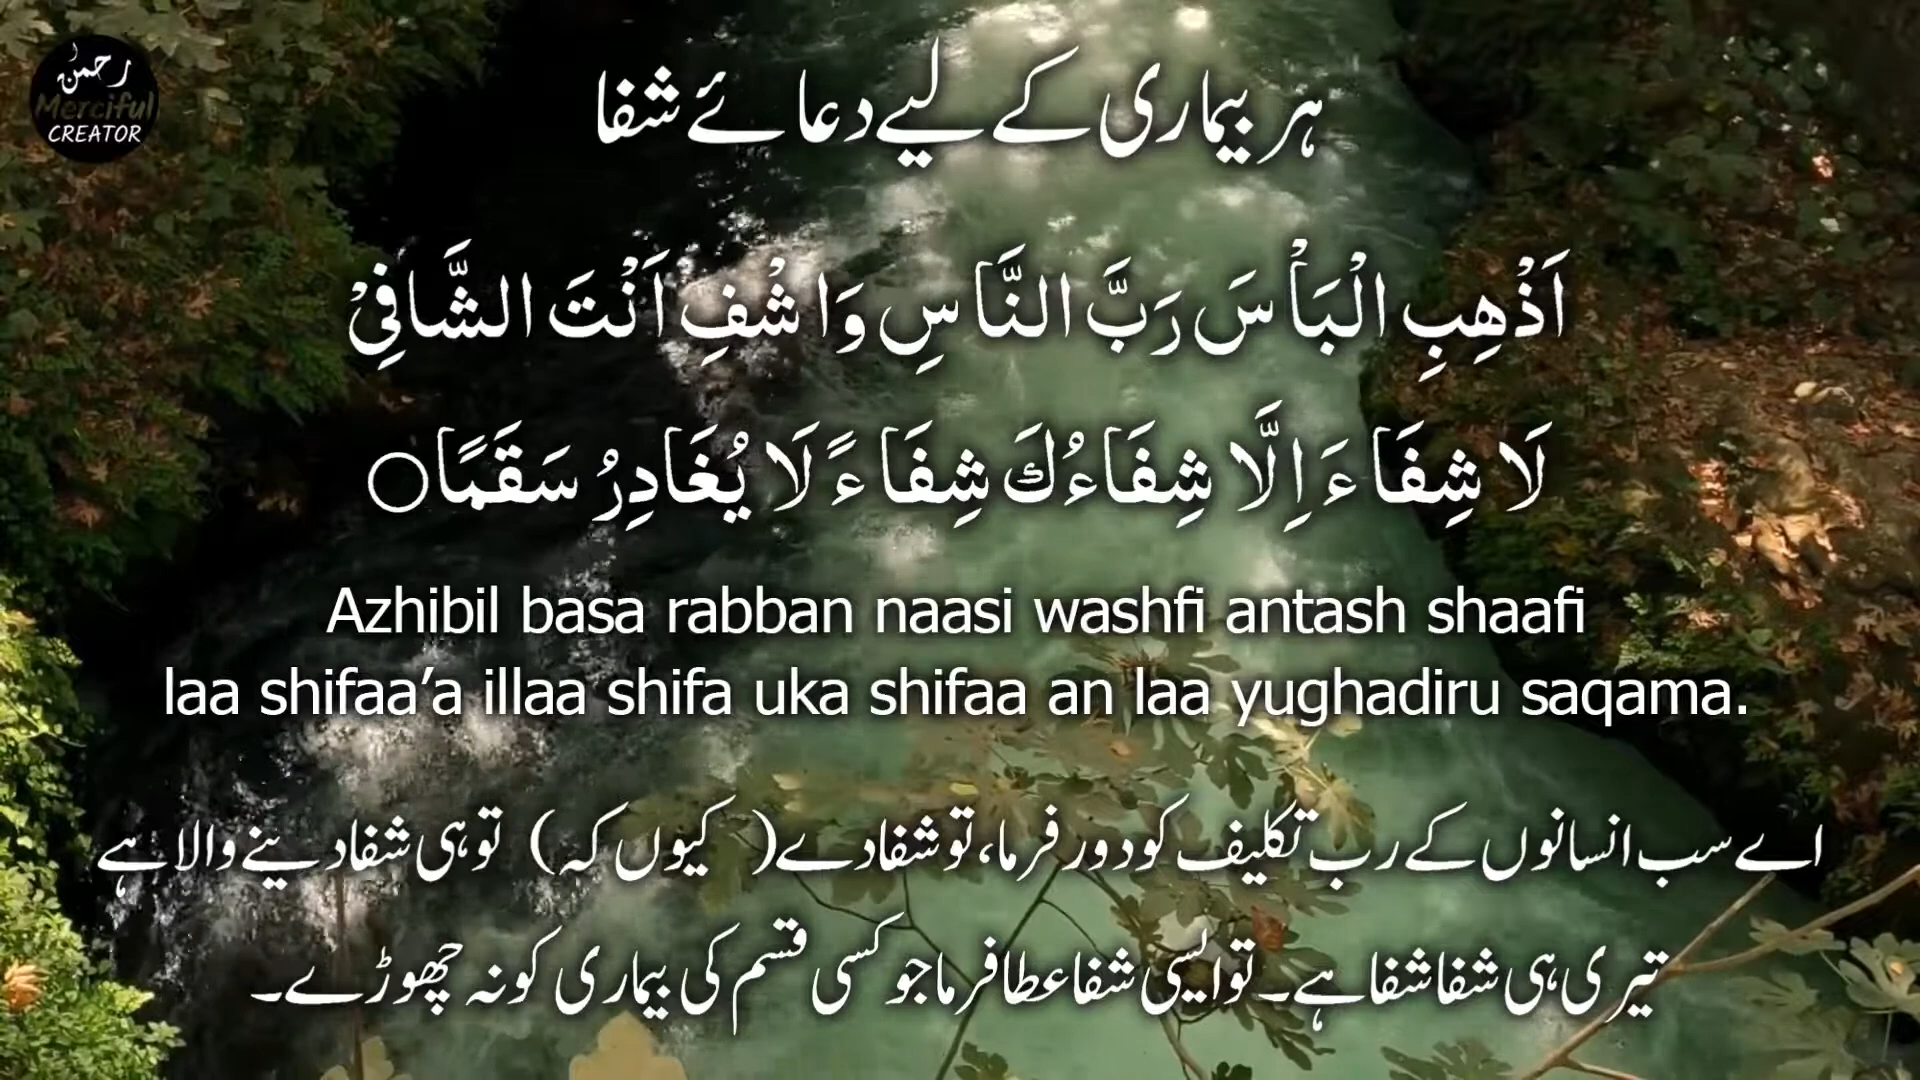 رحمن
Merciful
CREATOR
ہر بیماری کے لیے دعائے شفا
اَذْهِبِ الْبَأْسَ رَبَّ النَّاسِ وَاشْفِ اَنْتَ الشَّافِیْ
لَا شِفَاءَ اِلَّا شِفَاءُكَ شِفَاءً لَا يُغَادِرُ سَقَمًا○
Azhibil basa rabban naasi washfi antash shaafi
laa shifaa’a illaa shifa uka shifaa an laa yughadiru saqama.
اے سب انسانوں کے رب تکلیف کو دور فرما، تو شفا دے (کیوں کہ) تو ہی شفا دینے والا ہے
تیری ہی شفا شفا ہے۔ تو ایسی شفا عطا فرما جو کسی قسم کی بیماری کو نہ چھوڑے۔